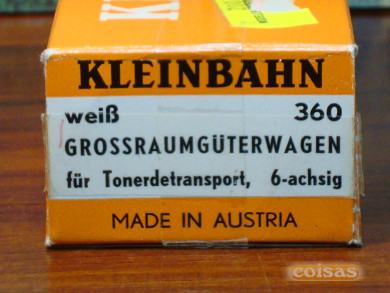 KLEINBAHN
weiß 360
GROSSRAUMGÜTERWAGEN
für Tonerdetransport, 6-achsig
MADE IN AUSTRIA
coisas